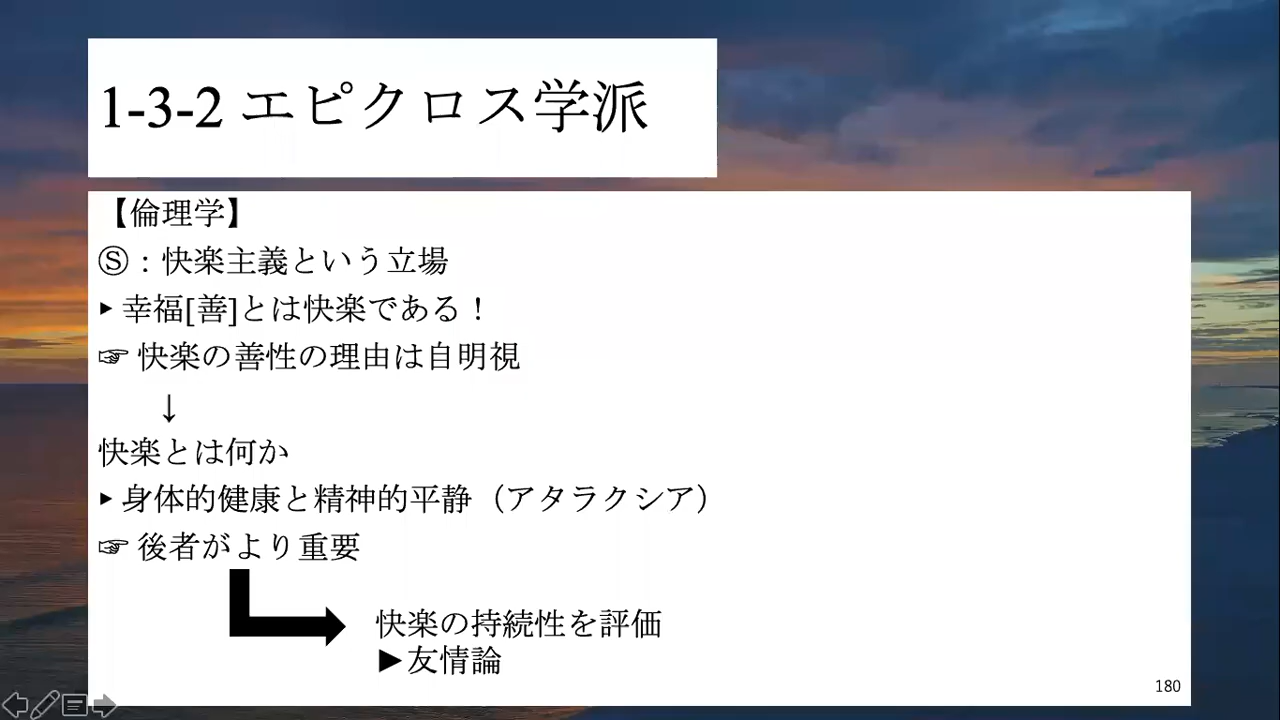 1-3-2 エピクロス学派
【倫理学】
Ⓢ：快楽主義という立場
▸ 幸福[善]とは快楽である！
☞ 快楽の善性の理由は自明視
↓
快楽とは何か
▸ 身体的健康と精神的平静（アタラクシア）
☞ 後者がより重要
快楽の持続性を評価
▶友情論
180